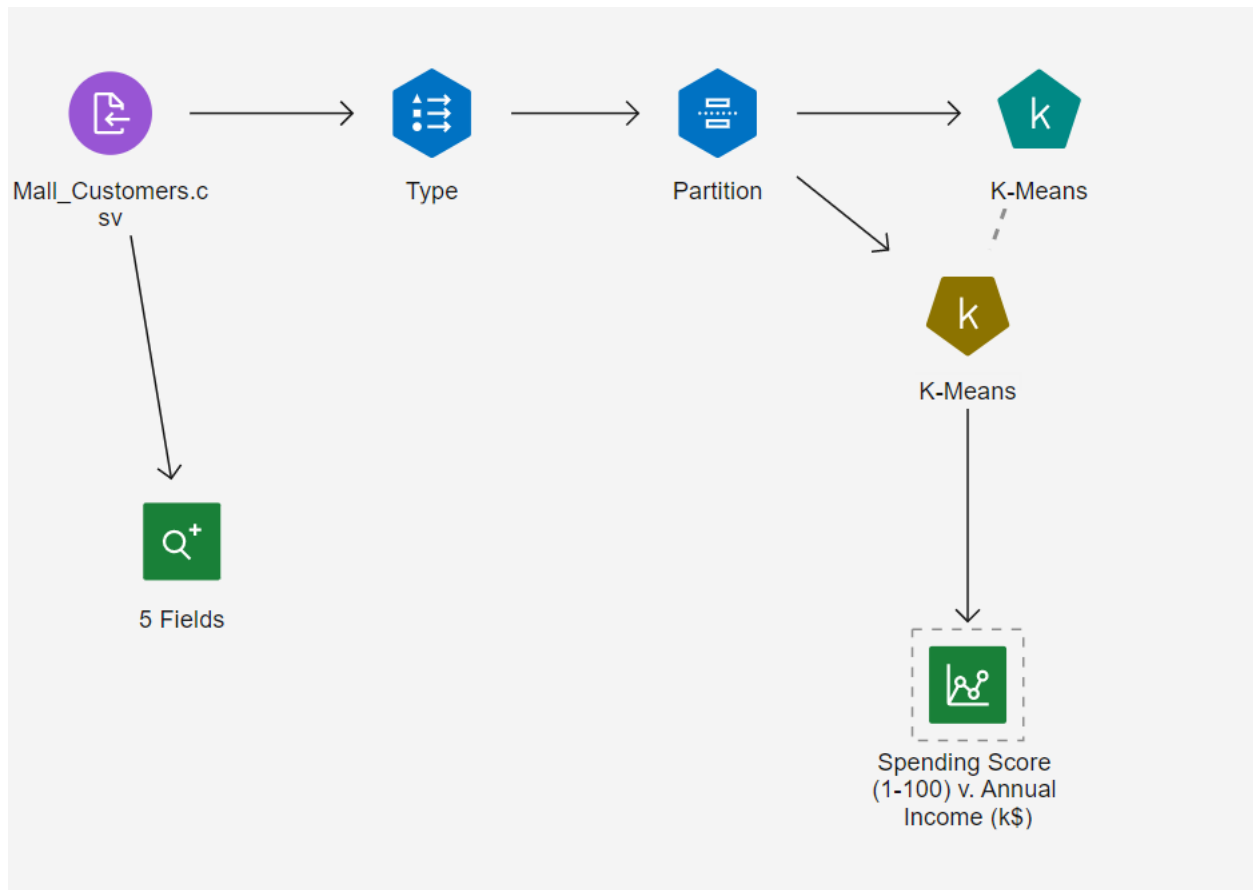 k
Mall_Customers.c
sv
Type
Partition
K-Means
k
K-Means
5 Fields
Spending Score
(1-100) v. Annual
Income (k$)